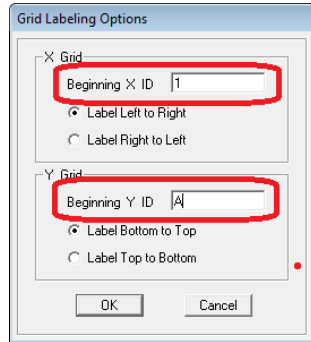 Grid Labeling Options
X Grid
Beginning X ID 1
Label Left to Right
Label Right to Left
Y Grid
Beginning Y ID A
Label Bottom to Top
Label Top to Bottom
OK Cancel